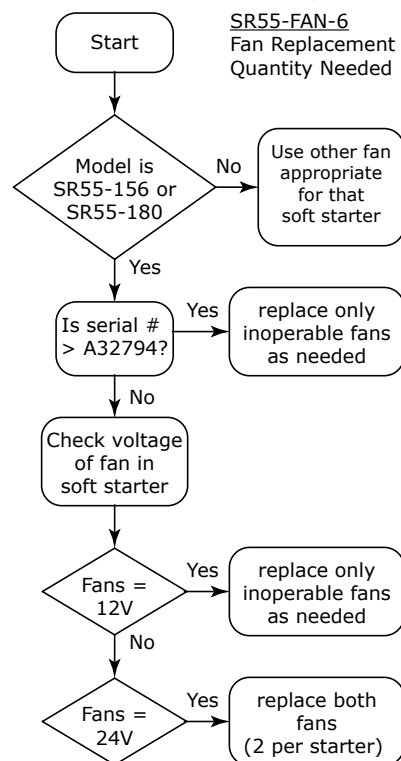 SR55-FAN-6
Fan Replacement
Quantity Needed
Start
Model is
SR55-156 or
SR55-180
No
Use other fan
appropriate
for that
soft starter
Yes
Is serial #
> A32794?
Yes
replace only
inoperable fans
as needed
No
Check voltage
of fan in
soft starter
Fans =
12V
Yes
replace only
inoperable fans
as needed
No
Fans =
24V
Yes
replace both
fans
(2 per starter)